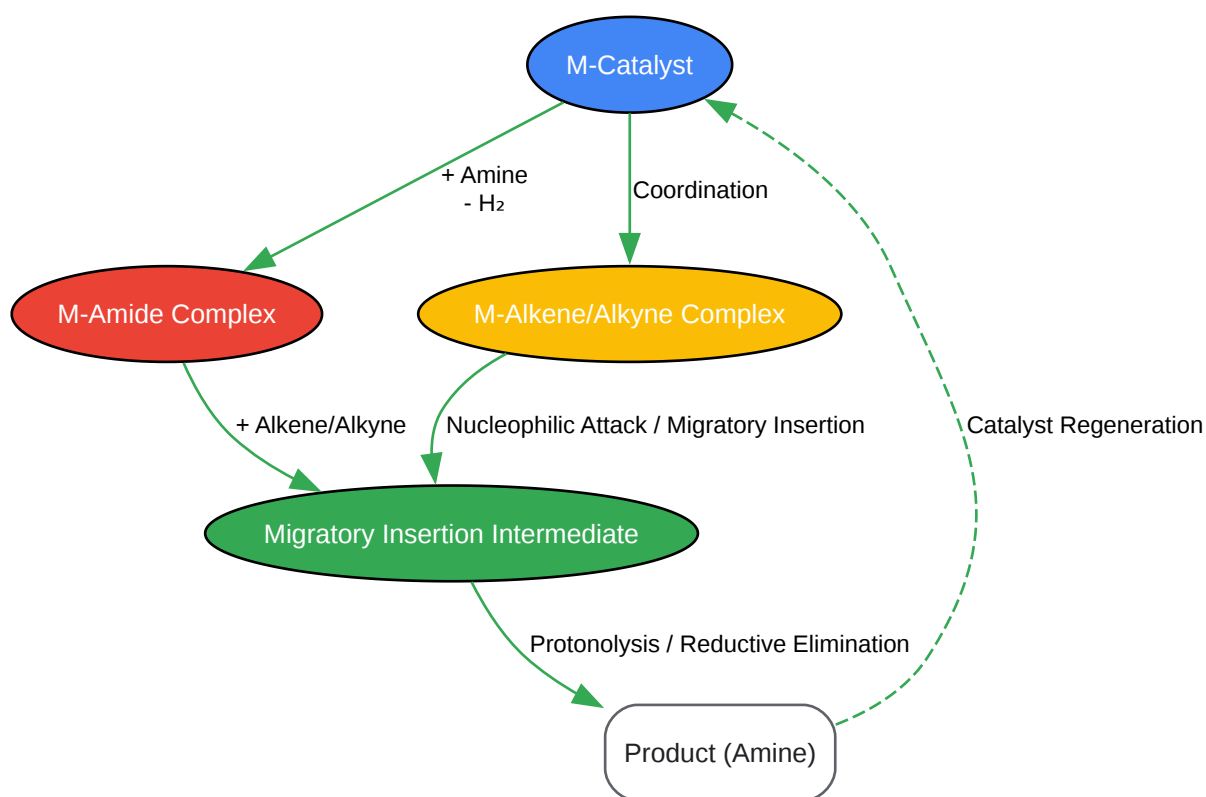 M-Catalyst
+ Amine
- H₂
Coordination
M-Amide Complex
M-Alkene/Alkyne Complex
+ Alkene/Alkyne
Nucleophilic Attack / Migratory Insertion
Catalyst Regeneration
Migratory Insertion Intermediate
Protonolysis / Reductive Elimination
Product (Amine)